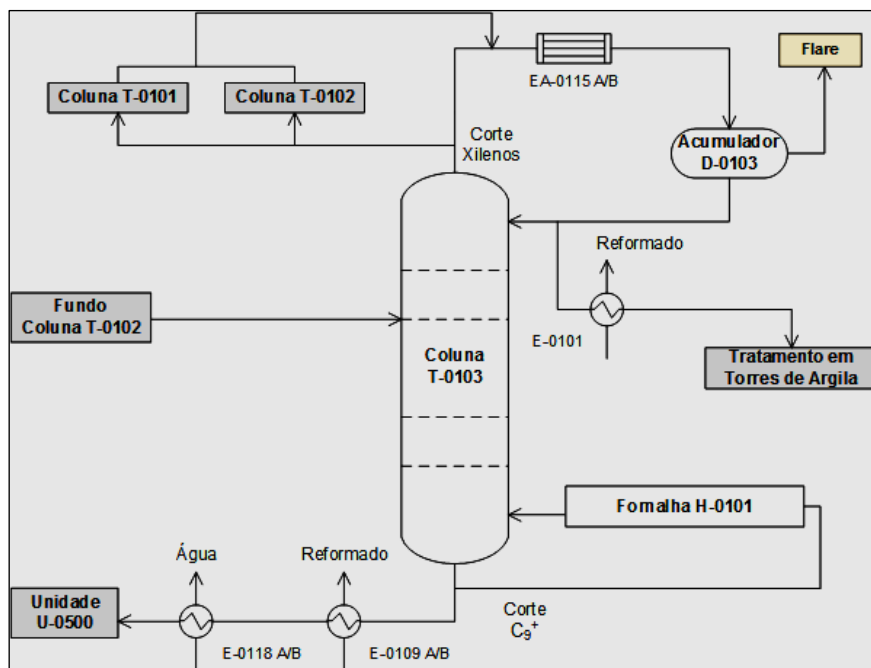 Flare
EA-0115 A/B
Coluna T-0101
Coluna T-0102
Corte
Xilenos
Acumulador
D-0103
Reformado
Fundo
Coluna T-0102
E-0101
Coluna
T-0103
Tratamento em
Torres de Argila
Fornalha H-0101
Água
Reformado
Unidade
U-0500
Corte
C₉⁺
E-0118 A/B
E-0109 A/B